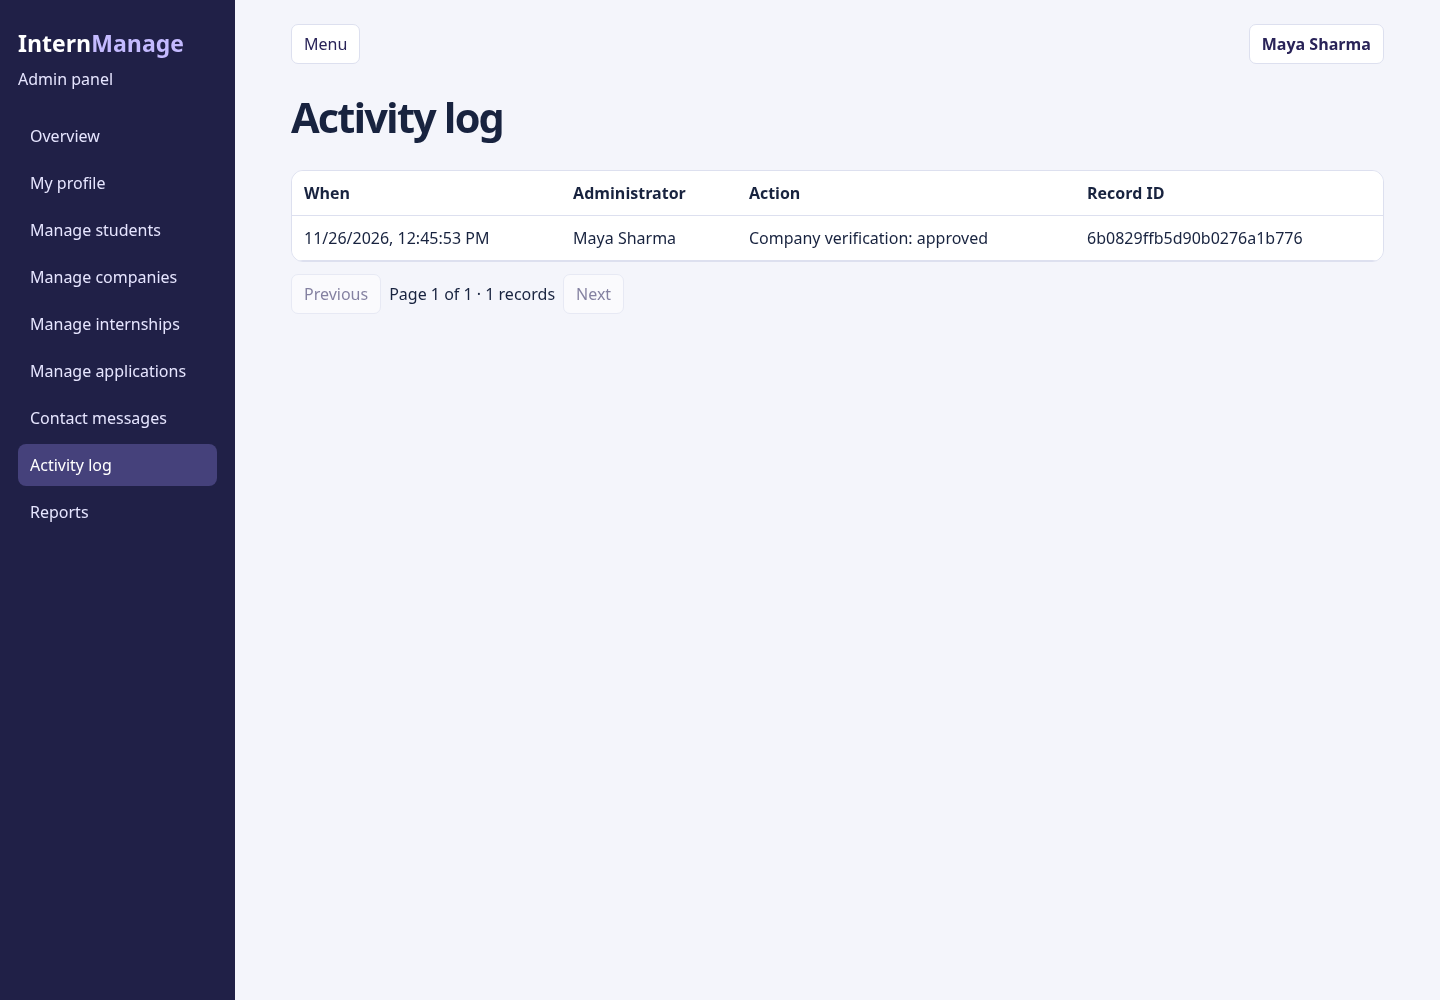 InternManage
Admin panel
Overview
My profile
Manage students
Manage companies
Manage internships
Manage applications
Contact messages
Activity log
Reports
Menu
Maya Sharma
Activity log
When Administrator Action Record ID
11/26/2026, 12:45:53 PM Maya Sharma Company verification: approved 6b0829ffb5d90b0276a1b776
Previous Page 1 of 1 · 1 records Next